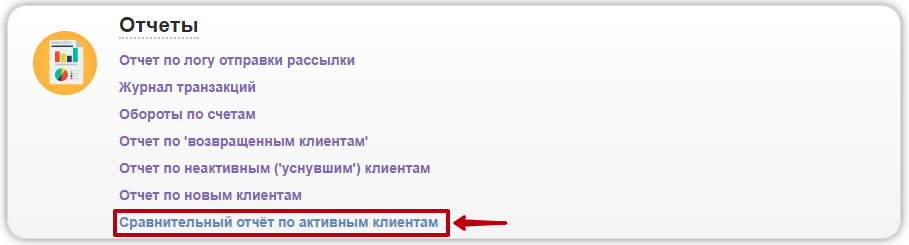 Отчеты
Отчет по логу отправки рассылки
Журнал транзакций
Обороты по счетам
Отчет по 'возвращенным клиентам'
Отчет по неактивным ('уснувшим') клиентам
Отчет по новым клиентам
Сравнительный отчёт по активным клиентам